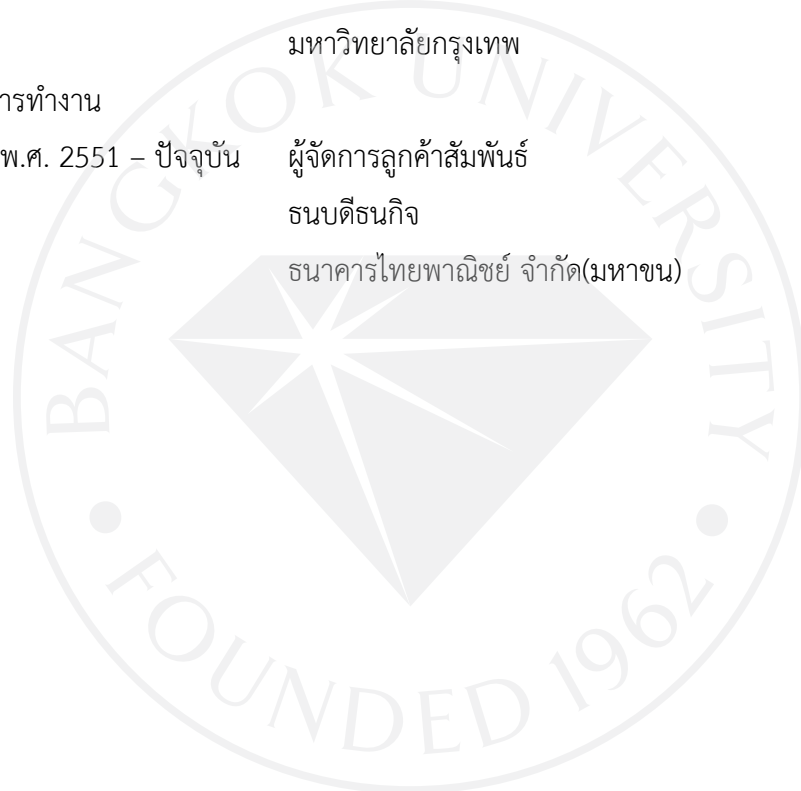 มหาวิทยาลัยกรุงเทพ
การทำงาน
พ.ศ. 2551 – ปัจจุบัน ผู้จัดการลูกค้าสัมพันธ์
ธนบดีธนกิจ
ธนาคารไทยพาณิชย์ จำกัด(มหาขน)
BANGKOK UNIVERSITY
FOUNDED 1962